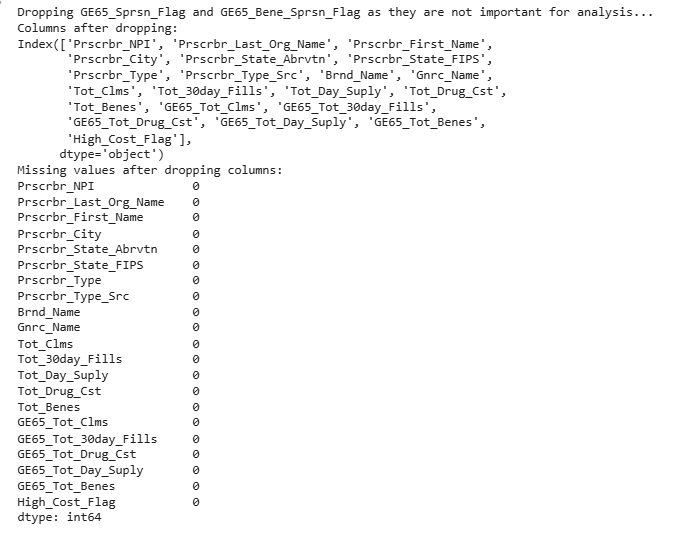 Dropping GE65_Sprsn_Flag and GE65_Bene_Sprsn_Flag as they are not important for analysis...
Columns after dropping:
Index(['Prscrbr_NPI', 'Prscrbr_Last_Org_Name', 'Prscrbr_First_Name',
'Prscrbr_City', 'Prscrbr_State_Abrvtn', 'Prscrbr_State_FIPS',
'Prscrbr_Type', 'Prscrbr_Type_Src', 'Brnd_Name', 'Gnrc_Name',
'Tot_Clms', 'Tot_30day_Fills', 'Tot_Day_Suply', 'Tot_Drug_Cst',
'Tot_Benes', 'GE65_Tot_Clms', 'GE65_Tot_30day_Fills',
'GE65_Tot_Drug_Cst', 'GE65_Tot_Day_Suply', 'GE65_Tot_Benes',
'High_Cost_Flag'],
dtype='object')
Missing values after dropping columns:
Prscrbr_NPI 0
Prscrbr_Last_Org_Name 0
Prscrbr_First_Name 0
Prscrbr_City 0
Prscrbr_State_Abrvtn 0
Prscrbr_State_FIPS 0
Prscrbr_Type 0
Prscrbr_Type_Src 0
Brnd_Name 0
Gnrc_Name 0
Tot_Clms 0
Tot_30day_Fills 0
Tot_Day_Suply 0
Tot_Drug_Cst 0
Tot_Benes 0
GE65_Tot_Clms 0
GE65_Tot_30day_Fills 0
GE65_Tot_Drug_Cst 0
GE65_Tot_Day_Suply 0
GE65_Tot_Benes 0
High_Cost_Flag 0
dtype: int64